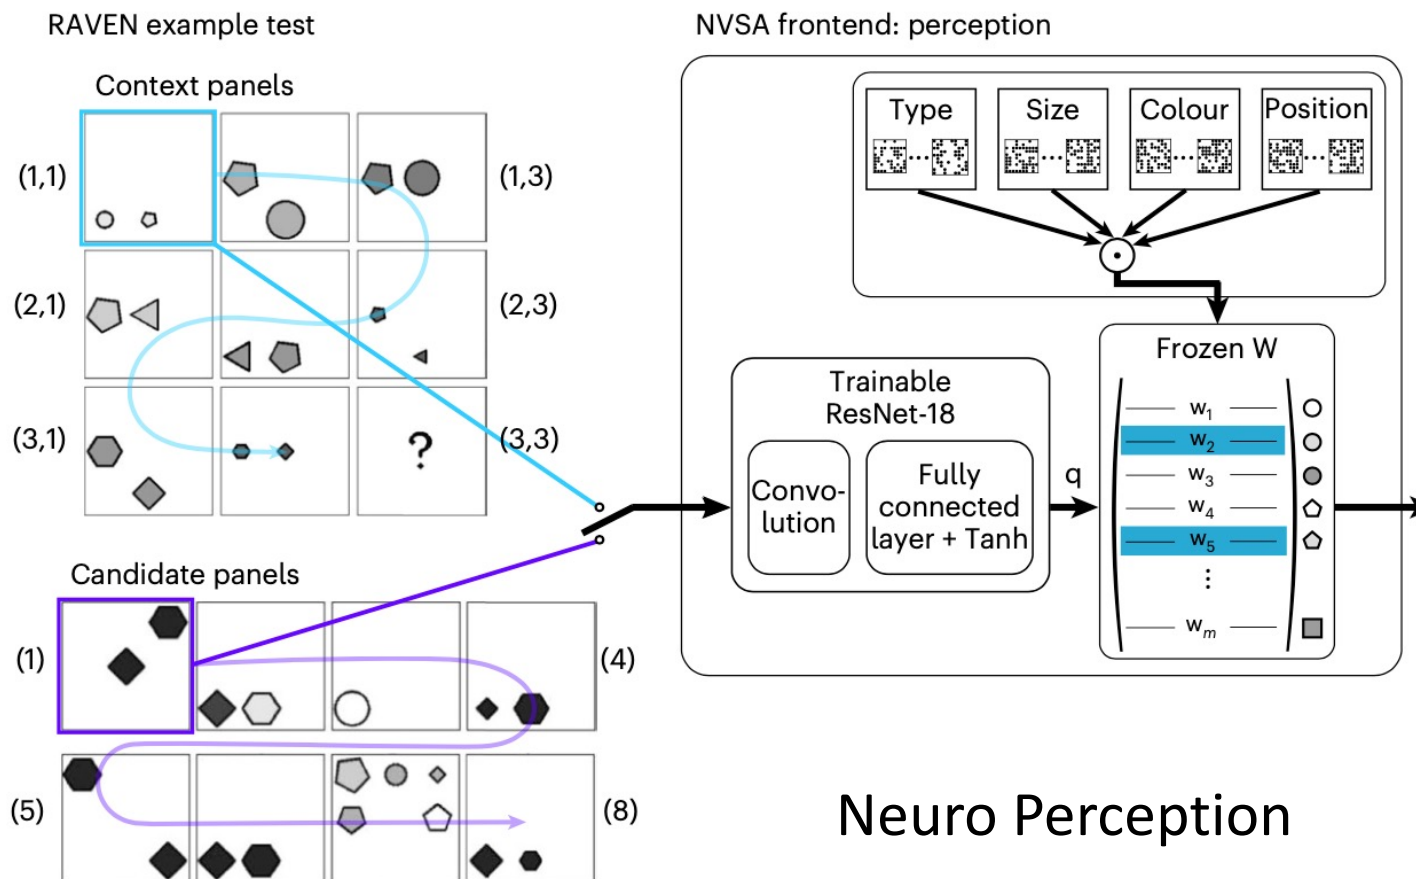 RAVEN example test
Context panels
(1,1)
(1,3)
(2,1)
(2,3)
(3,1)
?
(3,3)
Candidate panels
(1)
(4)
(5)
(8)
NVSA frontend: perception
Type
Size
Colour
Position
...
...
...
...
Trainable
ResNet-18
Convo-
lution
Fully
connected
layer + Tanh
q
Frozen W
w₁
w₂
w₃
w₄
w₅
⋮
wₘ
Neuro Perception